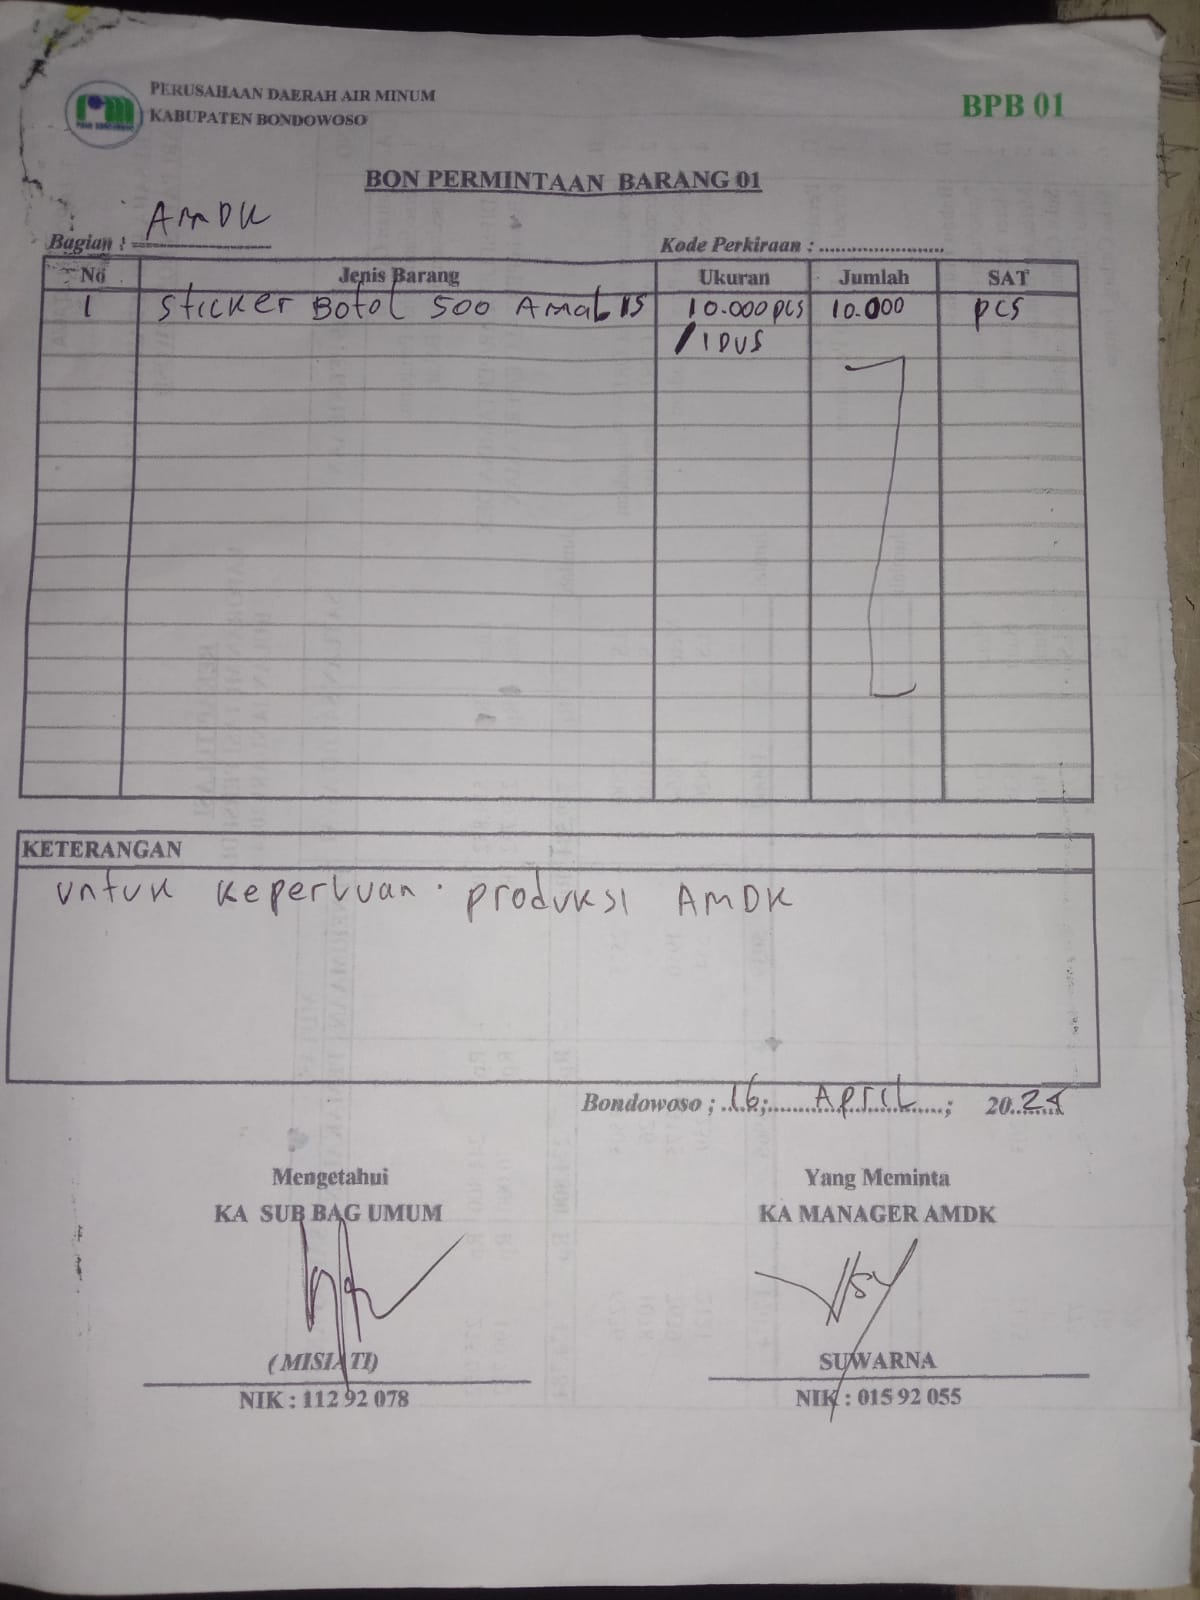 PERUSAHAAN DAERAH AIR MINUM
KABUPATEN BONDOWOSO
BPB 01
BON PERMINTAAN BARANG 01
Bagian : AMDK
Kode Perkiraan : ........................
No Jenis Barang Ukuran Jumlah SAT
1 Sticker Botol 500 Amalis 10.000 pcs 10.000 pcs
/ 1 DUS
KETERANGAN
untuk keperluan produksi AMDK
Bondowoso ; 16; April ; 2024
Mengetahui
KA SUB BAG UMUM
(MISIATI)
NIK : 112 92 078
Yang Meminta
KA MANAGER AMDK
SUWARNA
NIK : 015 92 055